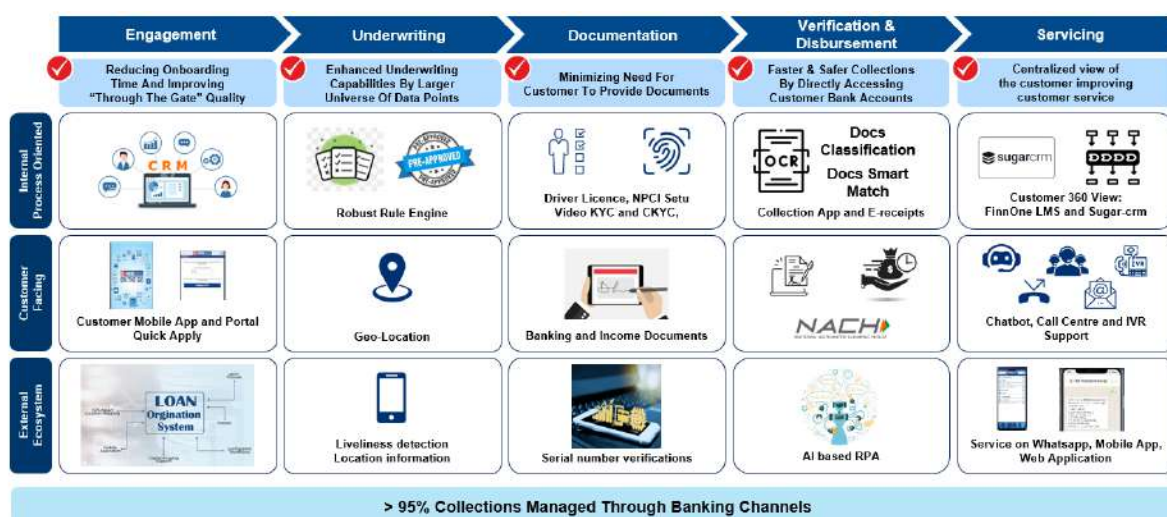 Engagement
Underwriting
Documentation
Verification &
Disbursement
Servicing
Reducing Onboarding
Time And Improving
"Through The Gate" Quality
Enhanced Underwriting
Capabilities By Larger
Universe Of Data Points
Minimizing Need For
Customer To Provide Documents
Faster & Safer Collections
By Directly Accessing
Customer Bank Accounts
Centralized view of
the customer improving
customer service
Internal
Process Oriented
CRM
PRE-APPROVED
PRE-APPROVED
PRE-APPROVED
Robust Rule Engine
Driver Licence, NPCI Setu
Video KYC and CKYC,
OCR
Docs
Classification
Docs Smart
Match
Collection App and E-receipts
sugarcrm
DDDD
Customer 360 View:
FinnOne LMS and Sugar-crm
Customer
Facing
Customer Mobile App and Portal
Quick Apply
Geo-Location
Banking and Income Documents
NACH
IVR
Chatbot, Call Centre and IVR
Support
External
Ecosystem
LOAN
Orgination
System
Liveliness detection
Location information
Serial number verifications
AI based RPA
Service on Whatsapp, Mobile App,
Web Application
> 95% Collections Managed Through Banking Channels